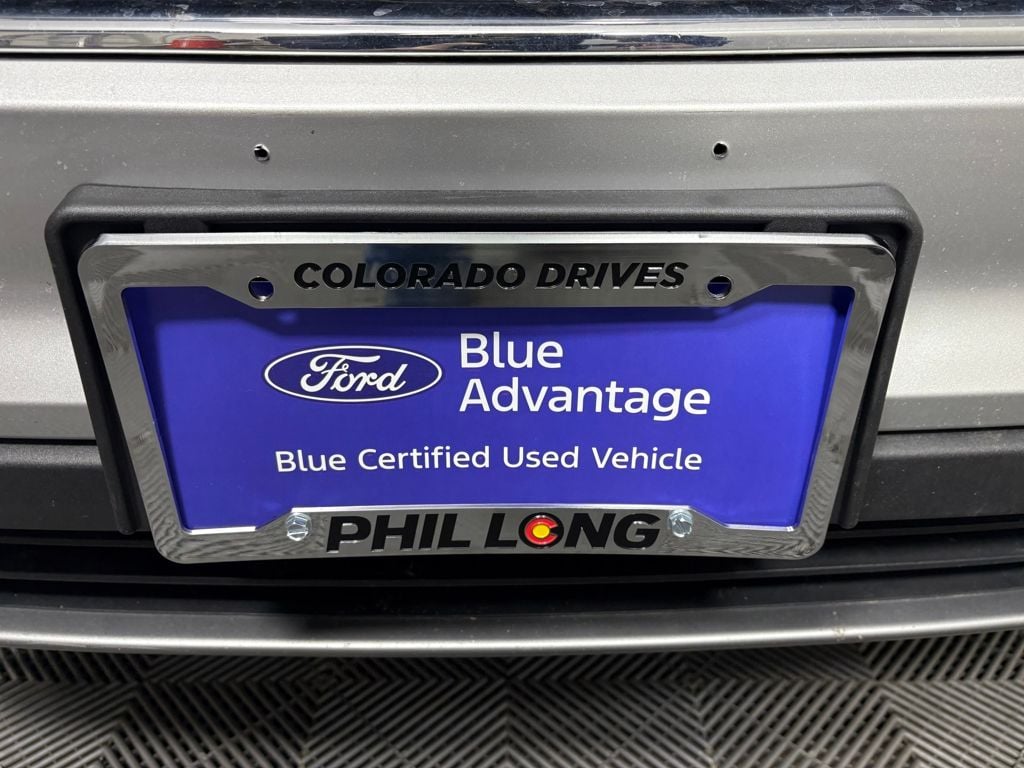 COLORADO DRIVES
Ford
Blue
Advantage
Blue Certified Used Vehicle
PHIL LONG